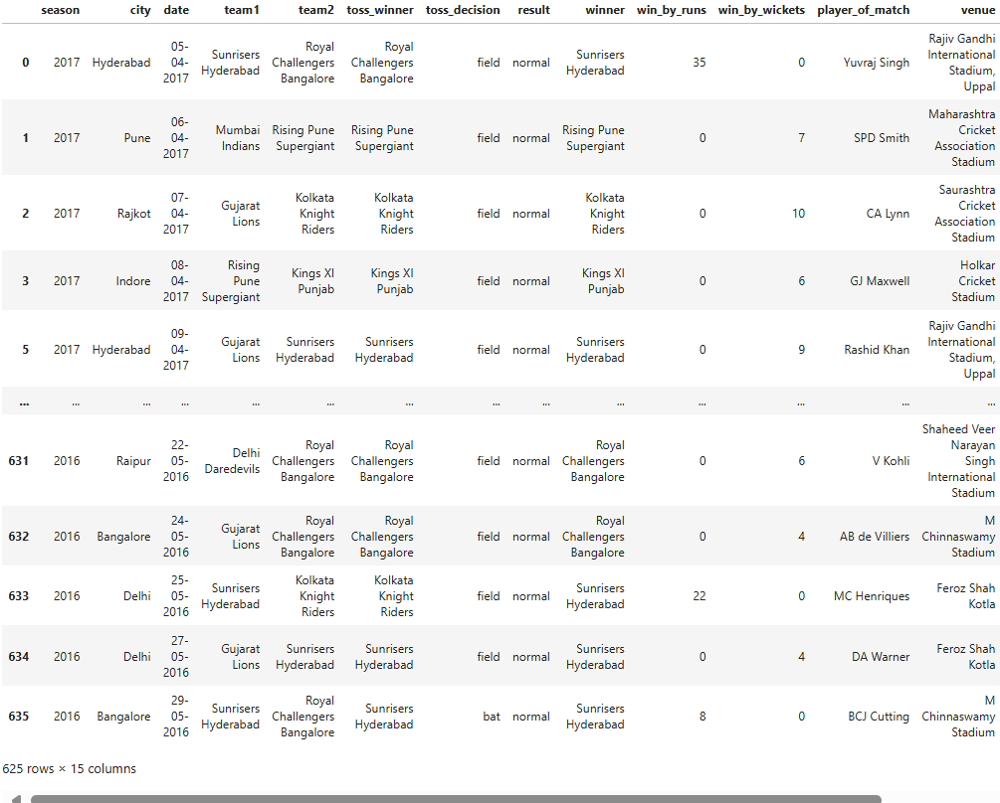 season city date team1 team2 toss_winner toss_decision result winner win_by_runs win_by_wickets player_of_match venue
0 2017 Hyderabad 05-04-2017 Sunrisers Hyderabad Royal Challengers Bangalore Royal Challengers Bangalore field normal Sunrisers Hyderabad 35 0 Yuvraj Singh Rajiv Gandhi International Stadium, Uppal
1 2017 Pune 06-04-2017 Mumbai Indians Rising Pune Supergiant Rising Pune Supergiant field normal Rising Pune Supergiant 0 7 SPD Smith Maharashtra Cricket Association Stadium
2 2017 Rajkot 07-04-2017 Gujarat Lions Kolkata Knight Riders Kolkata Knight Riders field normal Kolkata Knight Riders 0 10 CA Lynn Saurashtra Cricket Association Stadium
3 2017 Indore 08-04-2017 Rising Pune Supergiant Kings XI Punjab Kings XI Punjab field normal Kings XI Punjab 0 6 GJ Maxwell Holkar Cricket Stadium
5 2017 Hyderabad 09-04-2017 Gujarat Lions Sunrisers Hyderabad Sunrisers Hyderabad field normal Sunrisers Hyderabad 0 9 Rashid Khan Rajiv Gandhi International Stadium, Uppal
... ... ... ... ... ... ... ... ... ... ... ... ... ...
631 2016 Raipur 22-05-2016 Delhi Daredevils Royal Challengers Bangalore Royal Challengers Bangalore field normal Royal Challengers Bangalore 0 6 V Kohli Shaheed Veer Narayan Singh International Stadium
632 2016 Bangalore 24-05-2016 Gujarat Lions Royal Challengers Bangalore Royal Challengers Bangalore field normal Royal Challengers Bangalore 0 4 AB de Villiers M Chinnaswamy Stadium
633 2016 Delhi 25-05-2016 Sunrisers Hyderabad Kolkata Knight Riders Kolkata Knight Riders field normal Sunrisers Hyderabad 22 0 MC Henriques Feroz Shah Kotla
634 2016 Delhi 27-05-2016 Gujarat Lions Sunrisers Hyderabad Sunrisers Hyderabad field normal Sunrisers Hyderabad 0 4 DA Warner Feroz Shah Kotla
635 2016 Bangalore 29-05-2016 Sunrisers Hyderabad Royal Challengers Bangalore Sunrisers Hyderabad bat normal Sunrisers Hyderabad 8 0 BCJ Cutting M Chinnaswamy Stadium
625 rows × 15 columns